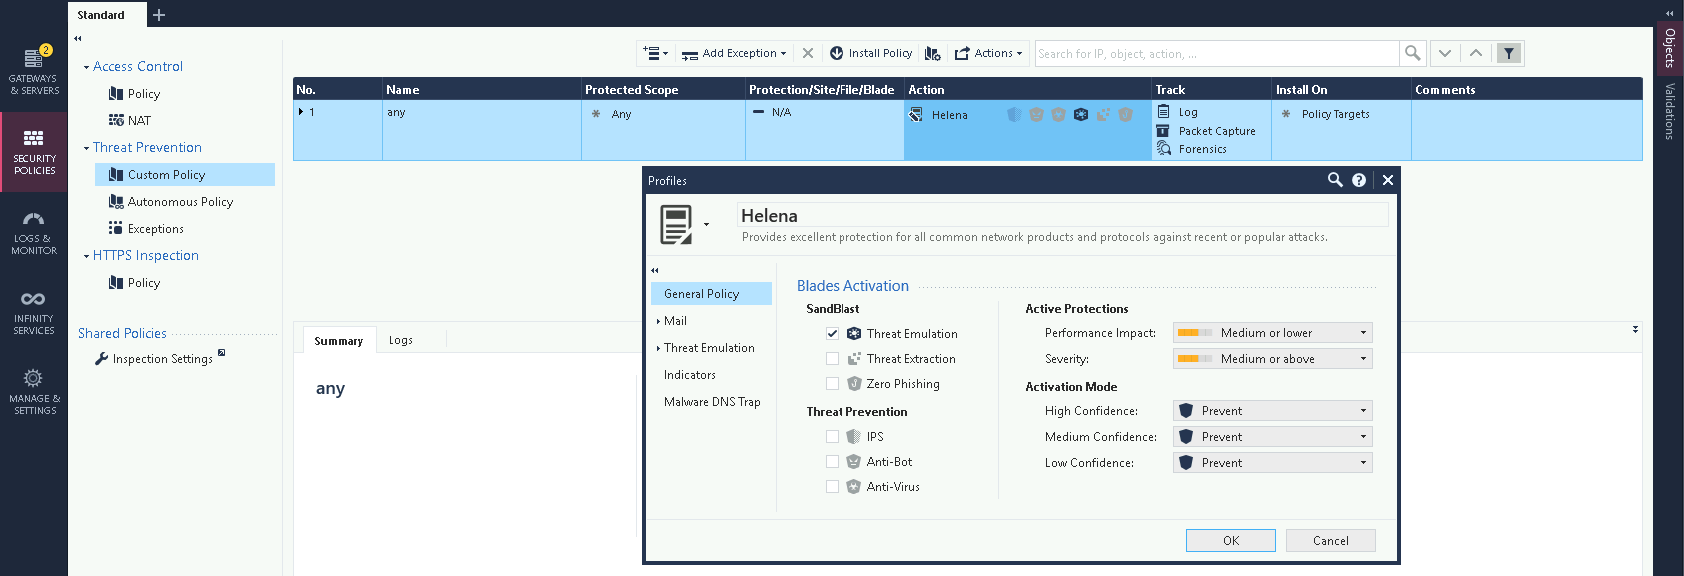 Standard
2
GATEWAYS
& SERVERS
SECURITY
POLICIES
LOGS &
MONITOR
INFINITY
SERVICES
MANAGE &
SETTINGS
Access Control
Policy
NAT
Threat Prevention
Custom Policy
Autonomous Policy
Exceptions
HTTPS Inspection
Policy
Shared Policies
Inspection Settings
Add Exception
Install Policy
Actions
Search for IP, object, action, ...
No. Name Protected Scope Protection/Site/File/Blade Action Track Install On Comments
1 any Any N/A Helena Log Policy Targets
Packet Capture
Forensics
Summary
Logs
any
Profiles
Helena
Provides excellent protection for all common network products and protocols against recent or popular attacks.
General Policy
Mail
Threat Emulation
Indicators
Malware DNS Trap
Blades Activation
SandBlast
Threat Emulation
Threat Extraction
Zero Phishing
Threat Prevention
IPS
Anti-Bot
Anti-Virus
Active Protections
Performance Impact: Medium or lower
Severity: Medium or above
Activation Mode
High Confidence: Prevent
Medium Confidence: Prevent
Low Confidence: Prevent
OK
Cancel
Objects
Validations